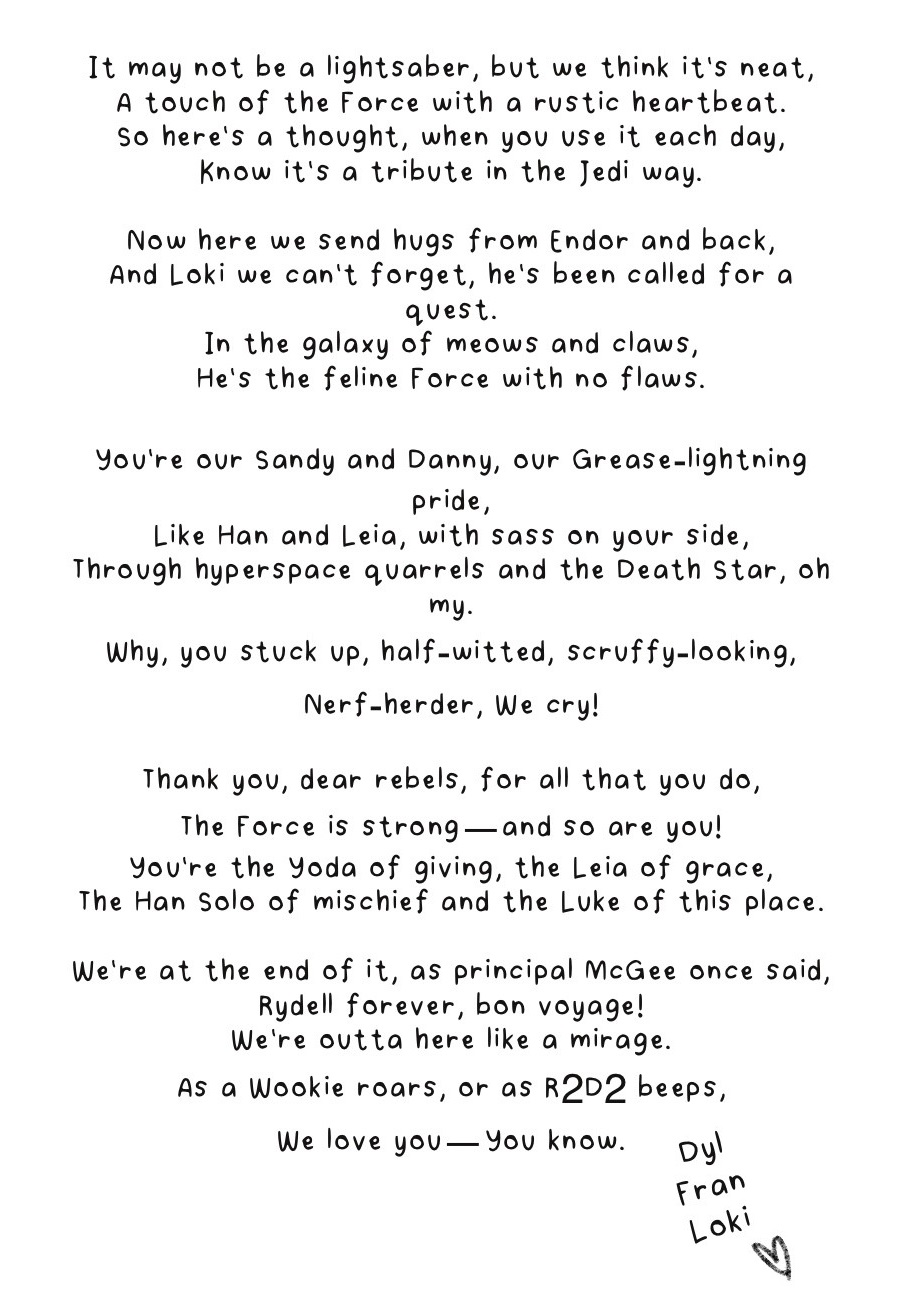 It may not be a lightsaber, but we think it's neat,
A touch of the Force with a rustic heartbeat.
So here's a thought, when you use it each day,
Know it's a tribute in the Jedi way.
Now here we send hugs from Endor and back,
And Loki we can't forget, he's been called for a
quest.
In the galaxy of meows and claws,
He's the feline Force with no flaws.
You're our Sandy and Danny, our Grease-lightning
pride,
Like Han and Leia, with sass on your side,
Through hyperspace quarrels and the Death Star, oh
my.
Why, you stuck up, half-witted, scruffy-looking,
Nerf-herder, We cry!
Thank you, dear rebels, for all that you do,
The Force is strong—and so are you!
You're the Yoda of giving, the Leia of grace,
The Han Solo of mischief and the Luke of this place.
We're at the end of it, as principal McGee once said,
Rydell forever, bon voyage!
We're outta here like a mirage.
As a Wookie roars, or as R2D2 beeps,
We love you—You know.
Dyl
Fran
Loki